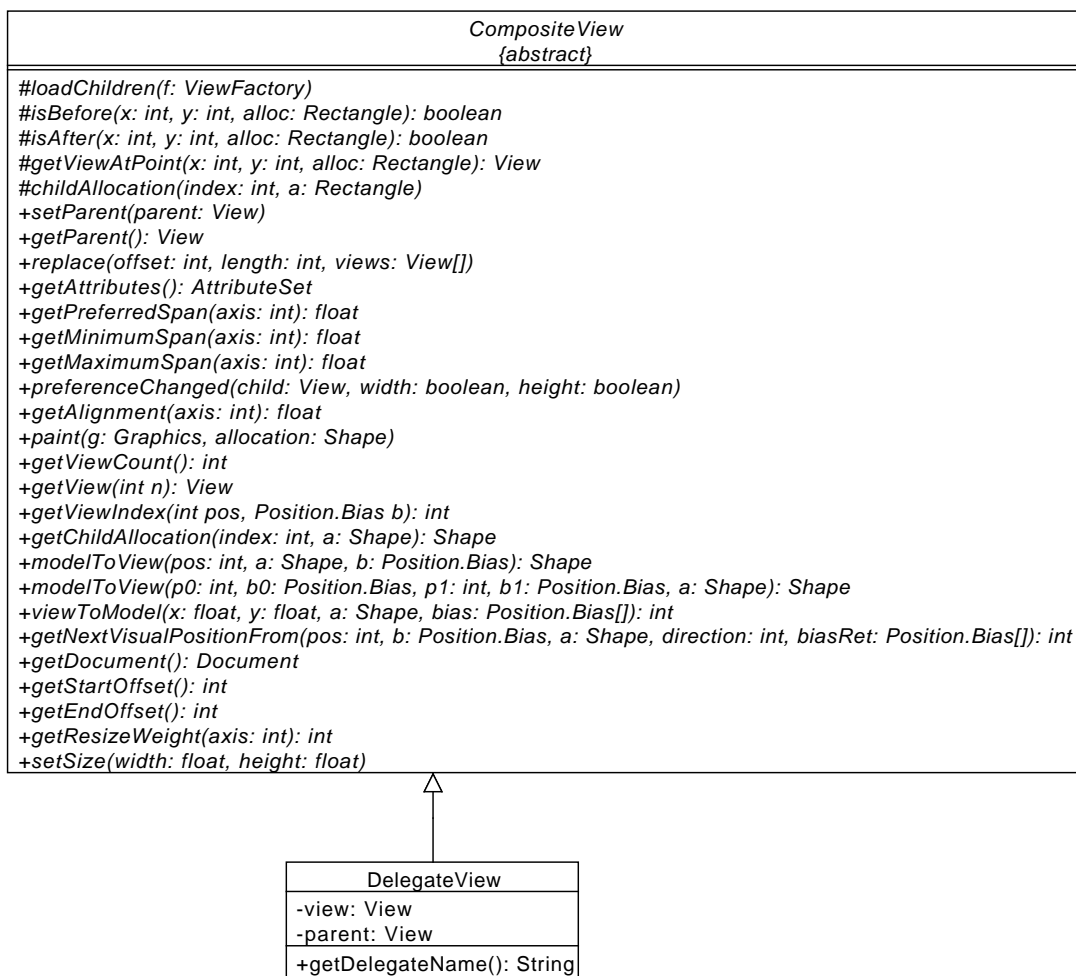 CompositeView
{abstract}
#loadChildren(f: ViewFactory)
#isBefore(x: int, y: int, alloc: Rectangle): boolean
#isAfter(x: int, y: int, alloc: Rectangle): boolean
#getViewAtPoint(x: int, y: int, alloc: Rectangle): View
#childAllocation(index: int, a: Rectangle)
+setParent(parent: View)
+getParent(): View
+replace(offset: int, length: int, views: View[])
+getAttributes(): AttributeSet
+getPreferredSpan(axis: int): float
+getMinimumSpan(axis: int): float
+getMaximumSpan(axis: int): float
+preferenceChanged(child: View, width: boolean, height: boolean)
+getAlignment(axis: int): float
+paint(g: Graphics, allocation: Shape)
+getViewCount(): int
+getView(int n): View
+getViewIndex(int pos, Position.Bias b): int
+getChildAllocation(index: int, a: Shape): Shape
+modelToView(pos: int, a: Shape, b: Position.Bias): Shape
+modelToView(p0: int, b0: Position.Bias, p1: int, b1: Position.Bias, a: Shape): Shape
+viewToModel(x: float, y: float, a: Shape, bias: Position.Bias[]): int
+getNextVisualPositionFrom(pos: int, b: Position.Bias, a: Shape, direction: int, biasRet: Position.Bias[]): int
+getDocument(): Document
+getStartOffset(): int
+getEndOffset(): int
+getResizeWeight(axis: int): int
+setSize(width: float, height: float)
DelegateView
-view: View
-parent: View
+getDelegateName(): String